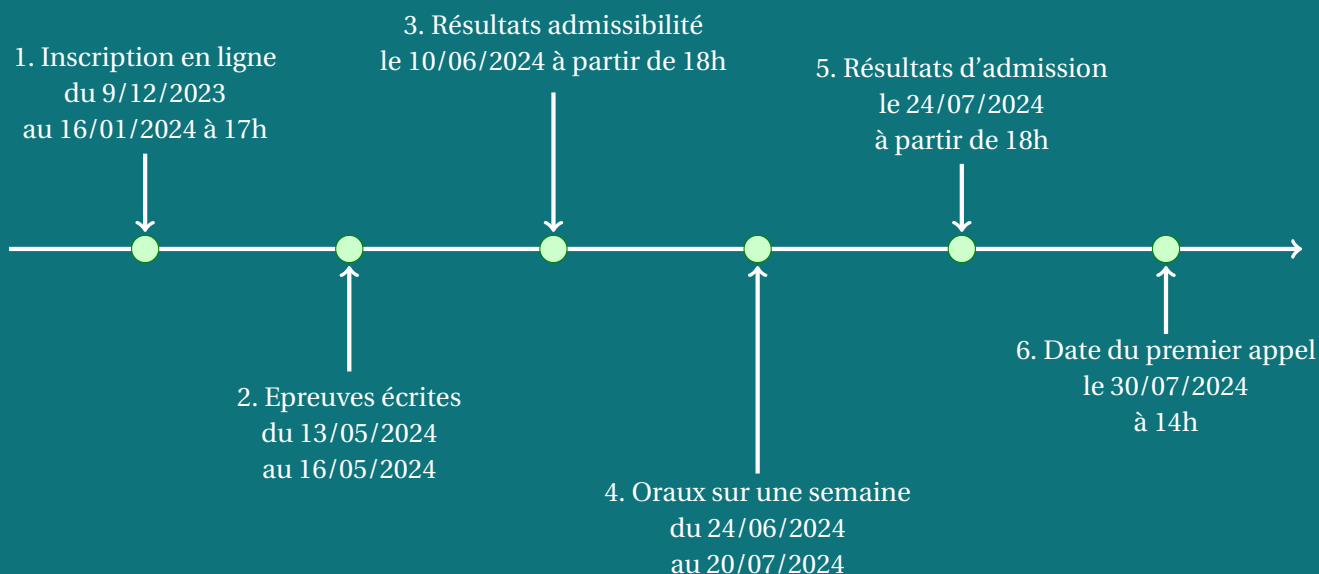 1. Inscription en ligne
du 9/12/2023
au 16/01/2024 à 17h
2. Epreuves écrites
du 13/05/2024
au 16/05/2024
3. Résultats admissibilité
le 10/06/2024 à partir de 18h
4. Oraux sur une semaine
du 24/06/2024
au 20/07/2024
5. Résultats d'admission
le 24/07/2024
à partir de 18h
6. Date du premier appel
le 30/07/2024
à 14h